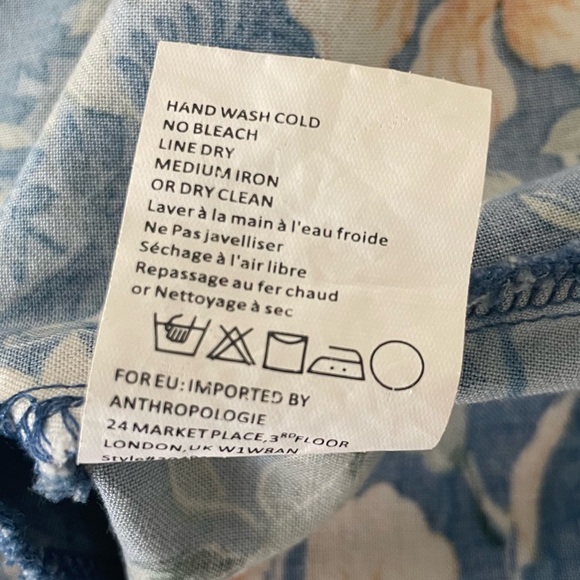 HAND WASH COLD
NO BLEACH
LINE DRY
MEDIUM IRON
OR DRY CLEAN
Laver à la main à l'eau froide
Ne Pas javelliser
Séchage à l'air libre
Repassage au fer chaud
or Nettoyage à sec
FOR EU: IMPORTED BY
ANTHROPOLOGIE
24 MARKET PLACE,3RDFLOOR
LONDON,UK W1W8AN